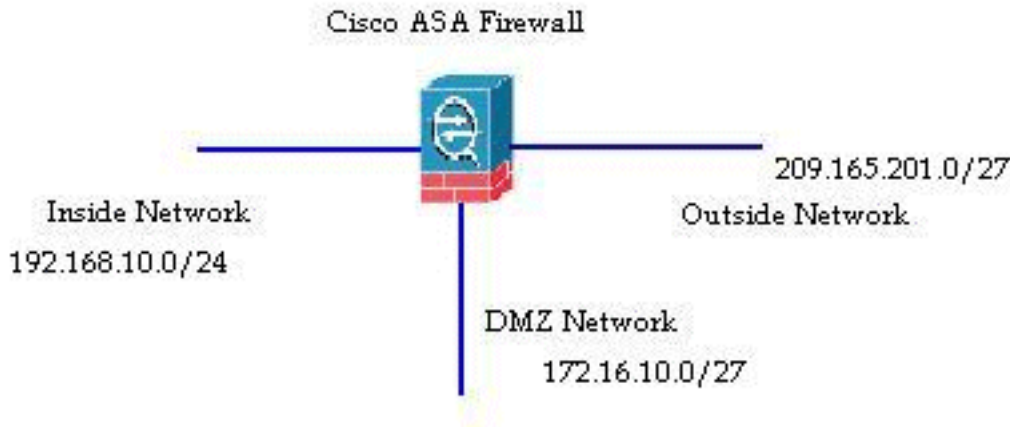 Cisco ASA Firewall
209.165.201.0/27
Inside Network
Outside Network
192.168.10.0/24
DMZ Network
172.16.10.0/27